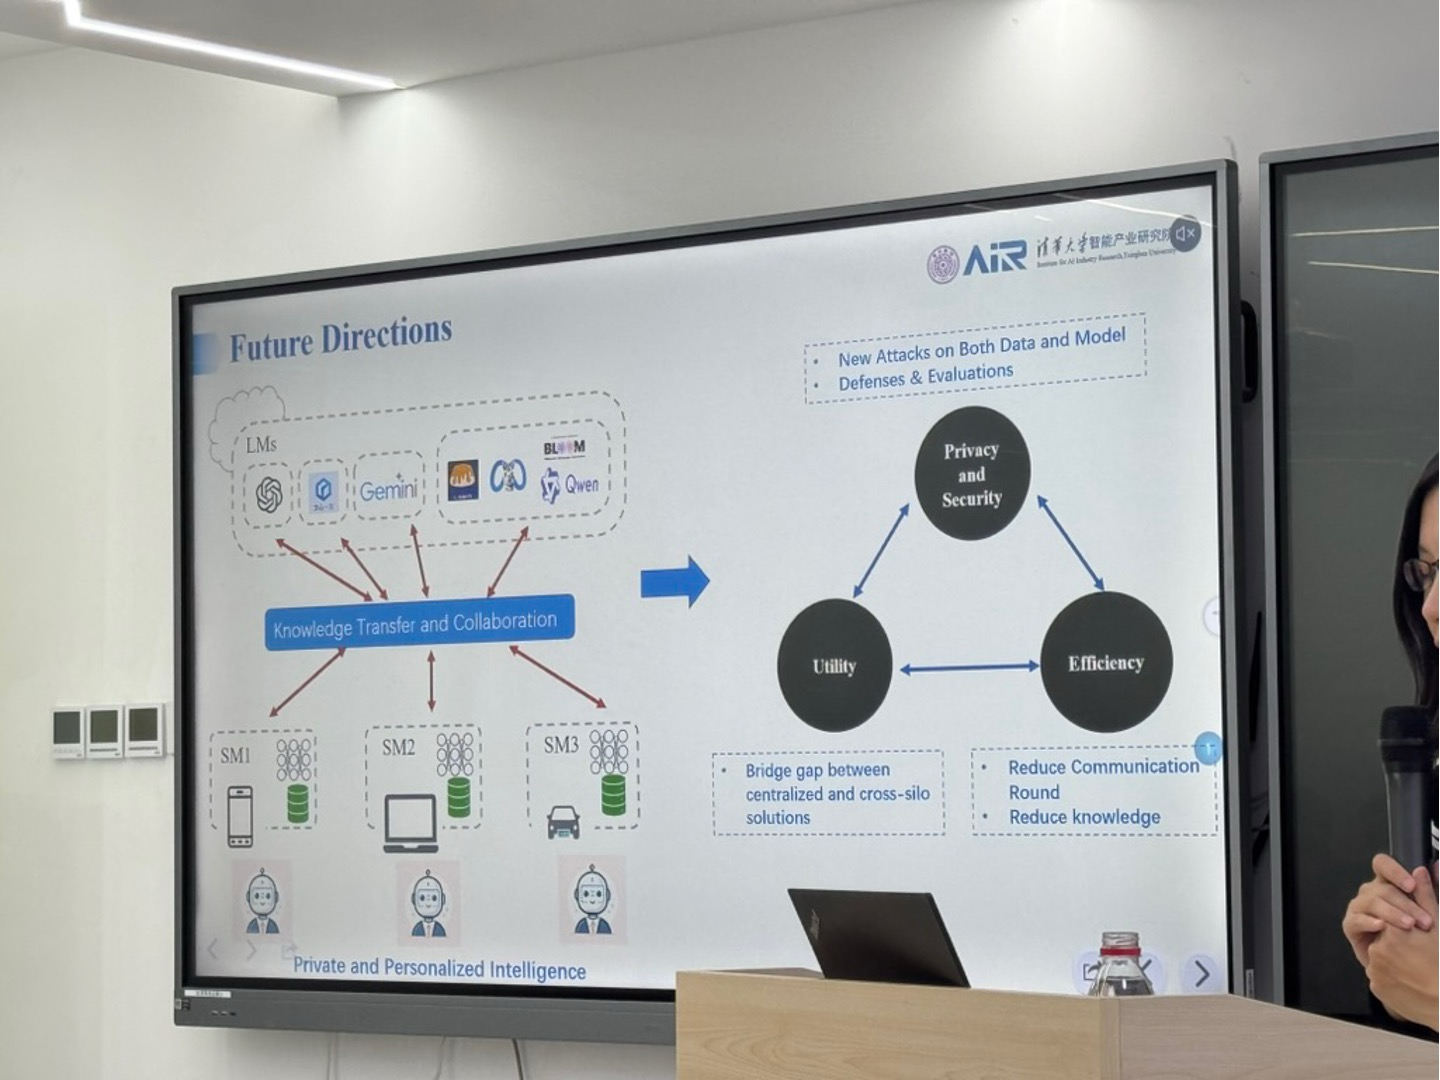 AiR
清华大学智能产业研究院
Institute for AI Industry Research, Tsinghua University
Future Directions
LMs
Gemini
BLOOM
Qwen
Knowledge Transfer and Collaboration
SM1
SM2
SM3
Private and Personalized Intelligence
• New Attacks on Both Data and Model
• Defenses & Evaluations
Privacy
and
Security
Utility
Efficiency
• Bridge gap between
centralized and cross-silo
solutions
• Reduce Communication
Round
• Reduce knowledge